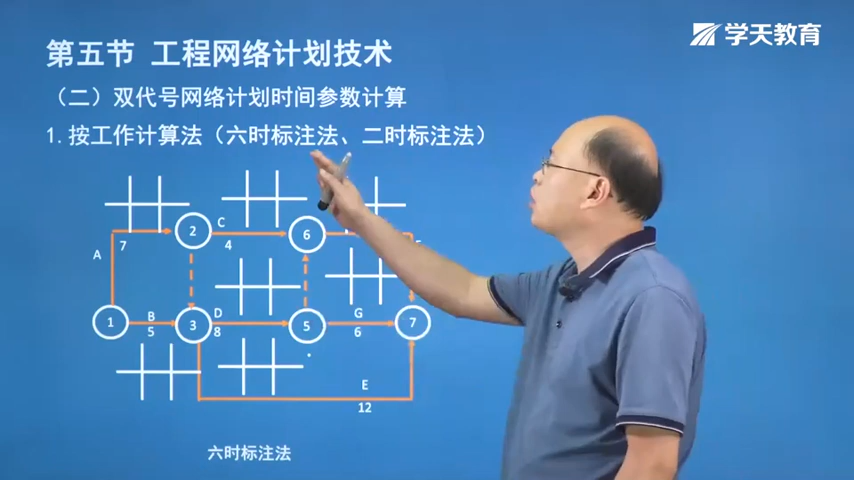 第五节 工程网络计划技术
学天教育
（二）双代号网络计划时间参数计算
1.按工作计算法（六时标注法、二时标注法）
2
C
4
6
A
7
1
B
5
3
D
8
5
G
6
7
E
12
六时标注法